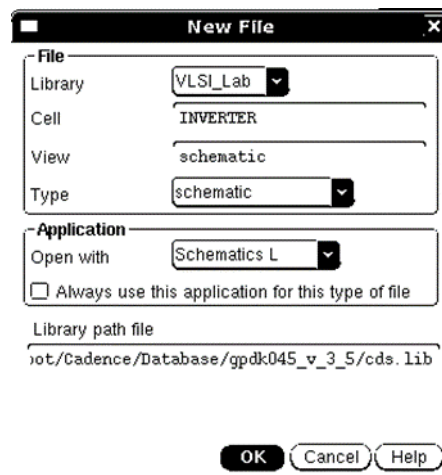 New File
File
Library VLSI_Lab
Cell INVERTER
View schematic
Type schematic
Application
Open with Schematics L
Always use this application for this type of file
Library path file
oot/Cadence/Database/gpdk045_v_3_5/cds.lib
OK Cancel Help